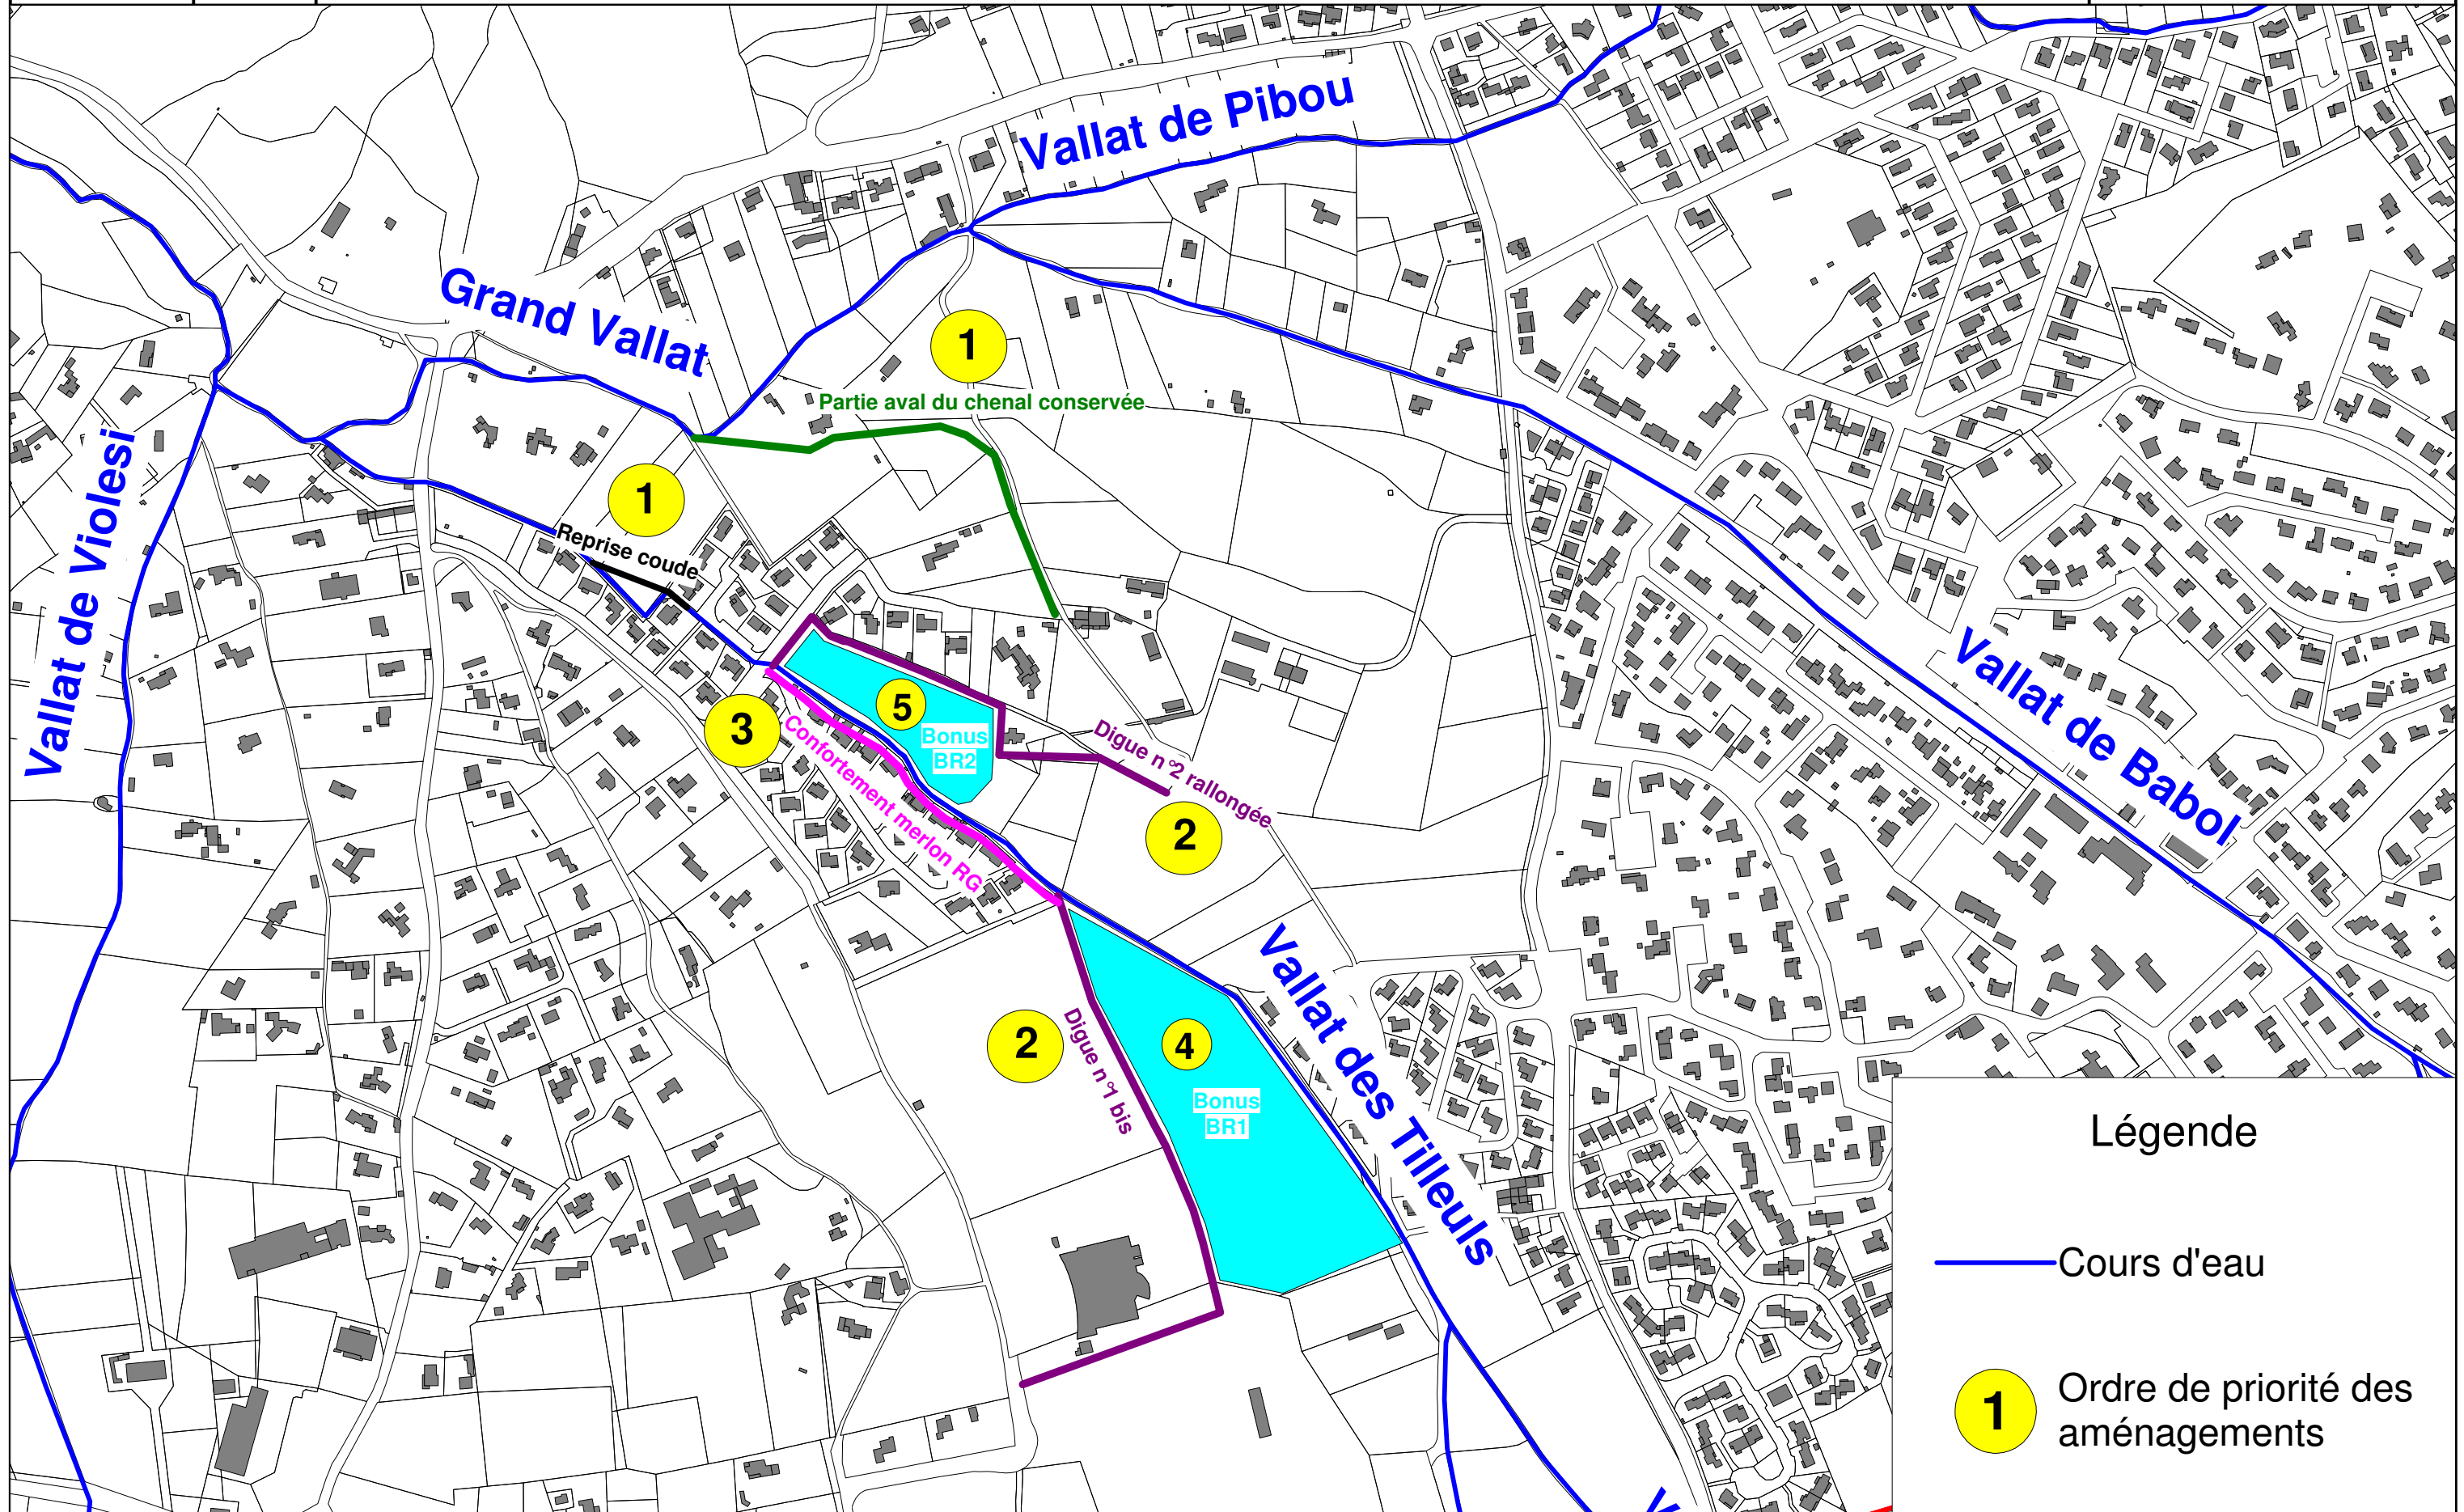 Vallat de Pibou
Grand Vallat
1
Partie aval du chenal conservée
Vallat de Violesi
1
Reprise coude
Vallat de Babol
5
Bonus
BR2
3
Confortement merlon RG
Digue n°2 rallongée
2
Vallat des Tilleuls
2
Digue n°1 bis
4
Bonus
BR1
Légende
Cours d'eau
1
Ordre de priorité des
aménagements